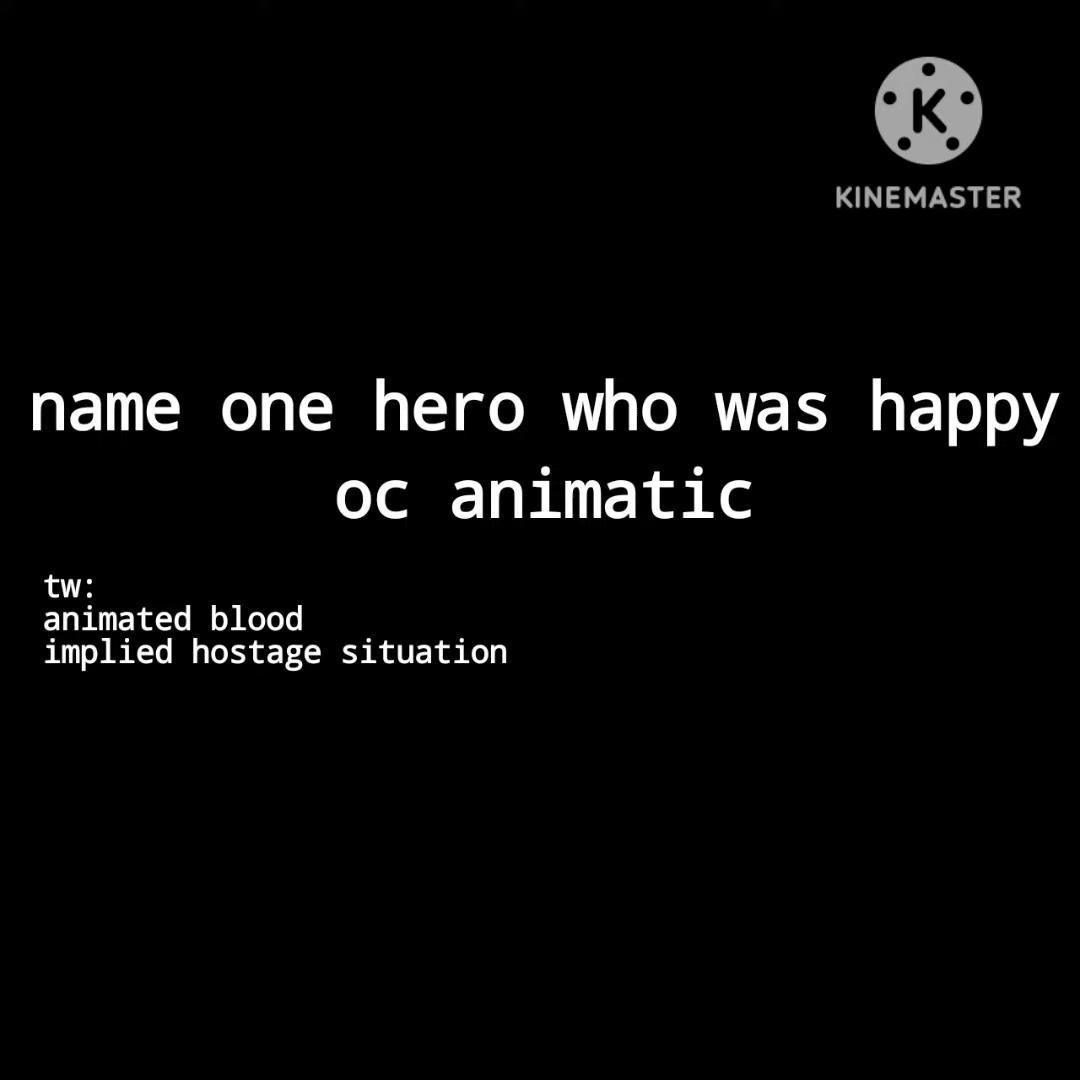 K
KINEMASTER
name one hero who was happy
oc animatic
tw:
animated blood
implied hostage situation